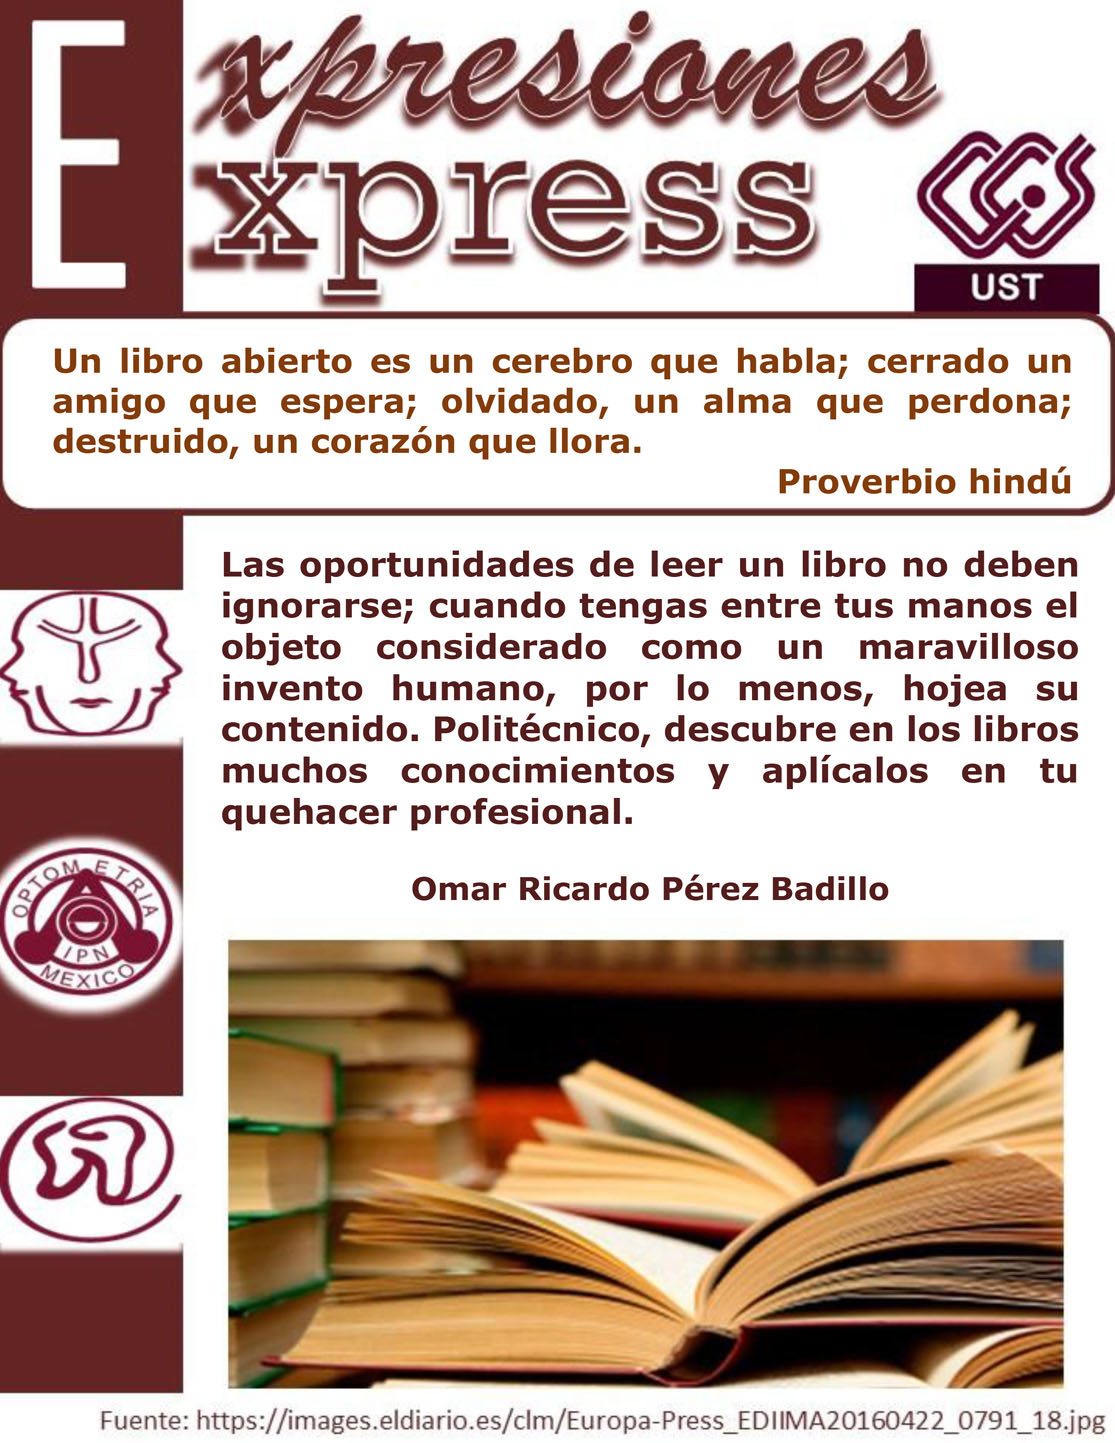 Expresiones
Express
CICS
UST
Un libro abierto es un cerebro que habla; cerrado un
amigo que espera; olvidado, un alma que perdona;
destruido, un corazón que llora.
Proverbio hindú
Las oportunidades de leer un libro no deben
ignorarse; cuando tengas entre tus manos el
objeto considerado como un maravilloso
invento humano, por lo menos, hojea su
contenido. Politécnico, descubre en los libros
muchos conocimientos y aplícalos en tu
quehacer profesional.
Omar Ricardo Pérez Badillo
OPTOMETRIA
IPN
MEXICO
Fuente: https://images.eldiario.es/clm/Europa-Press_EDIIMA20160422_0791_18.jpg